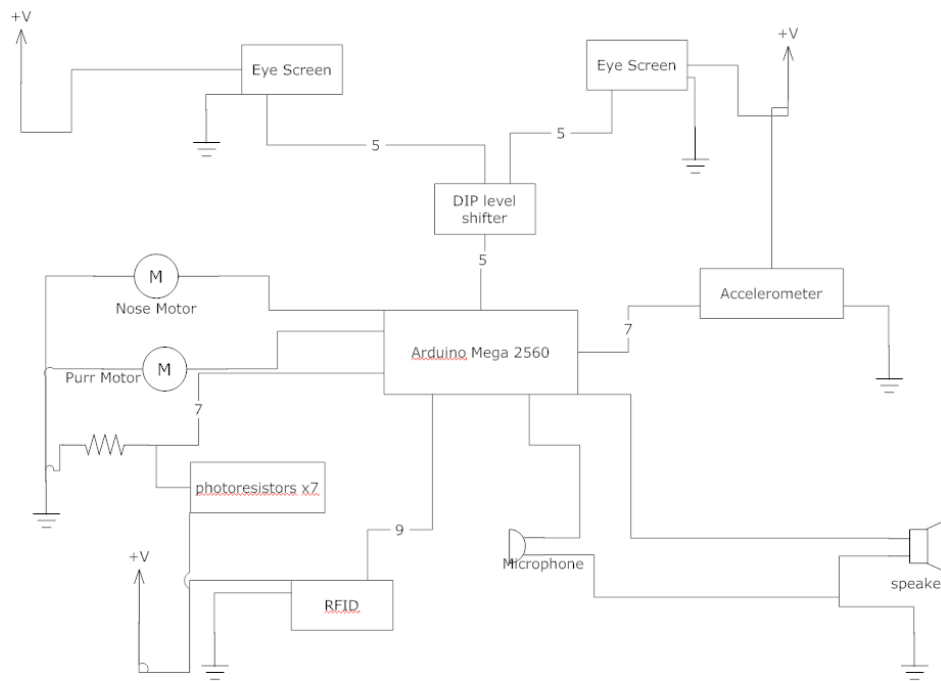 +V
+V
Eye Screen
Eye Screen
5
5
DIP level
shifter
5
M
Nose Motor
Accelerometer
7
Arduino Mega 2560
M
Purr Motor
7
photoresistors x7
9
+V
Microphone
speake
RFID